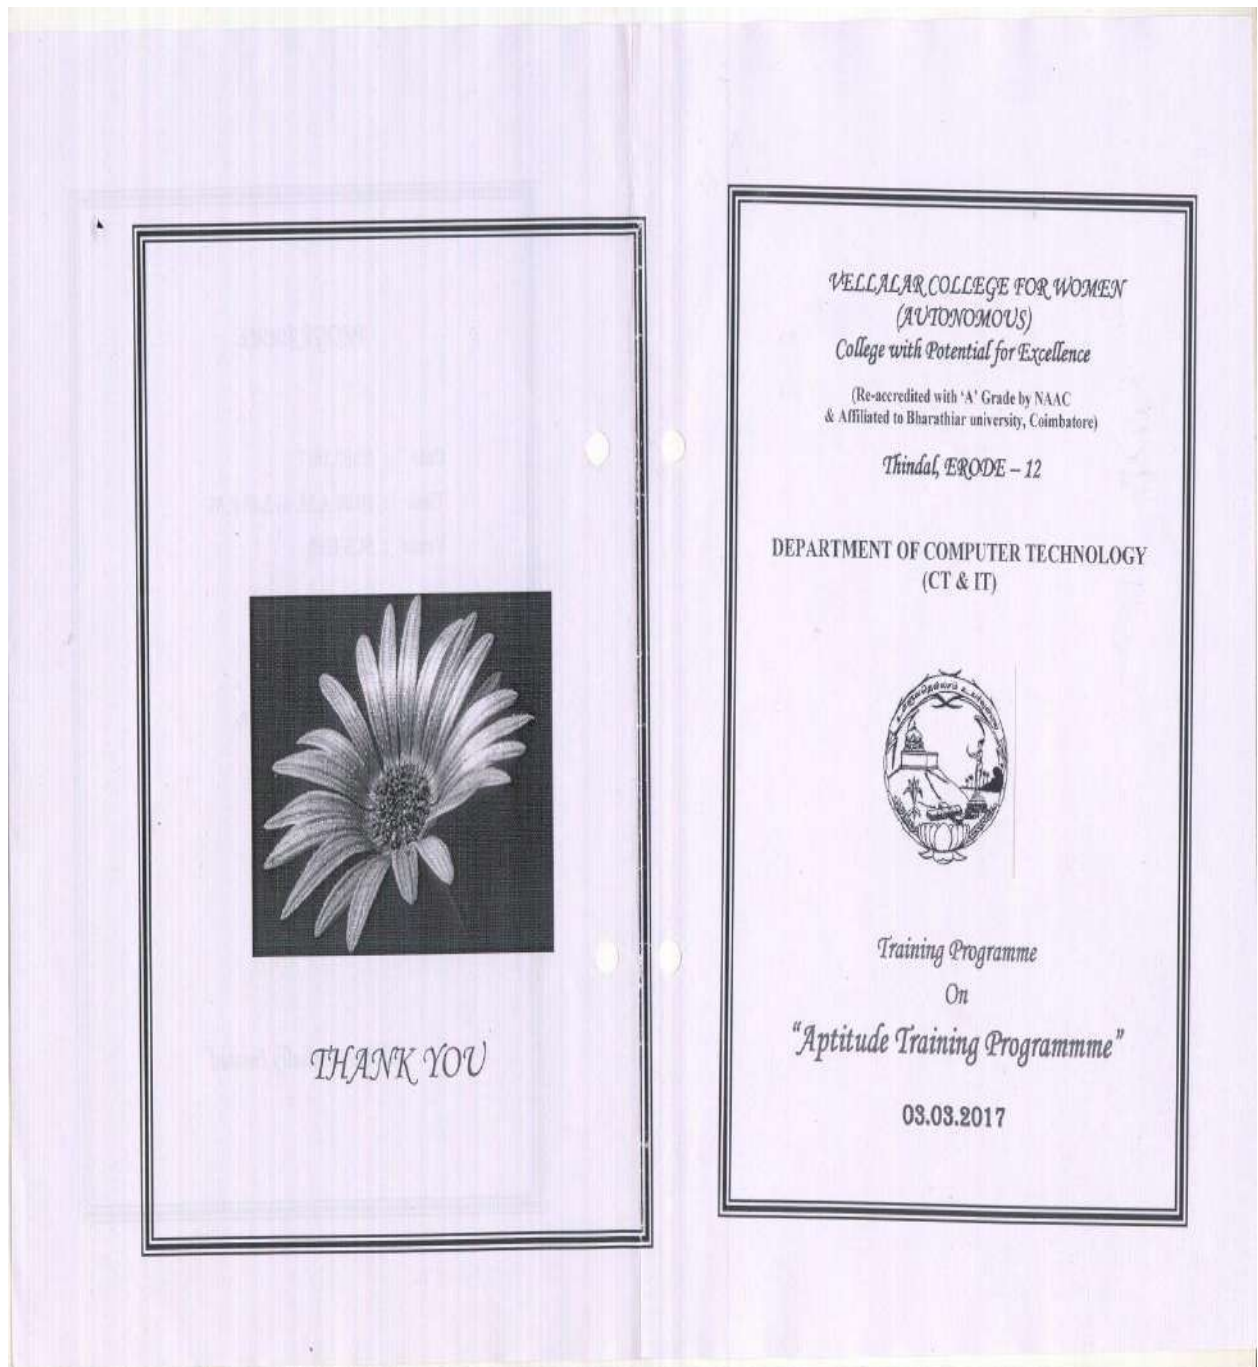 THANK YOU
VELLALAR COLLEGE FOR WOMEN
(AUTONOMOUS)
College with Potential for Excellence
(Re-accredited with 'A' Grade by NAAC
& Affiliated to Bharathiar university, Coimbatore)
Thindal, ERODE – 12
DEPARTMENT OF COMPUTER TECHNOLOGY
(CT & IT)
Training Programme
On
"Aptitude Training Programmme"
03.03.2017